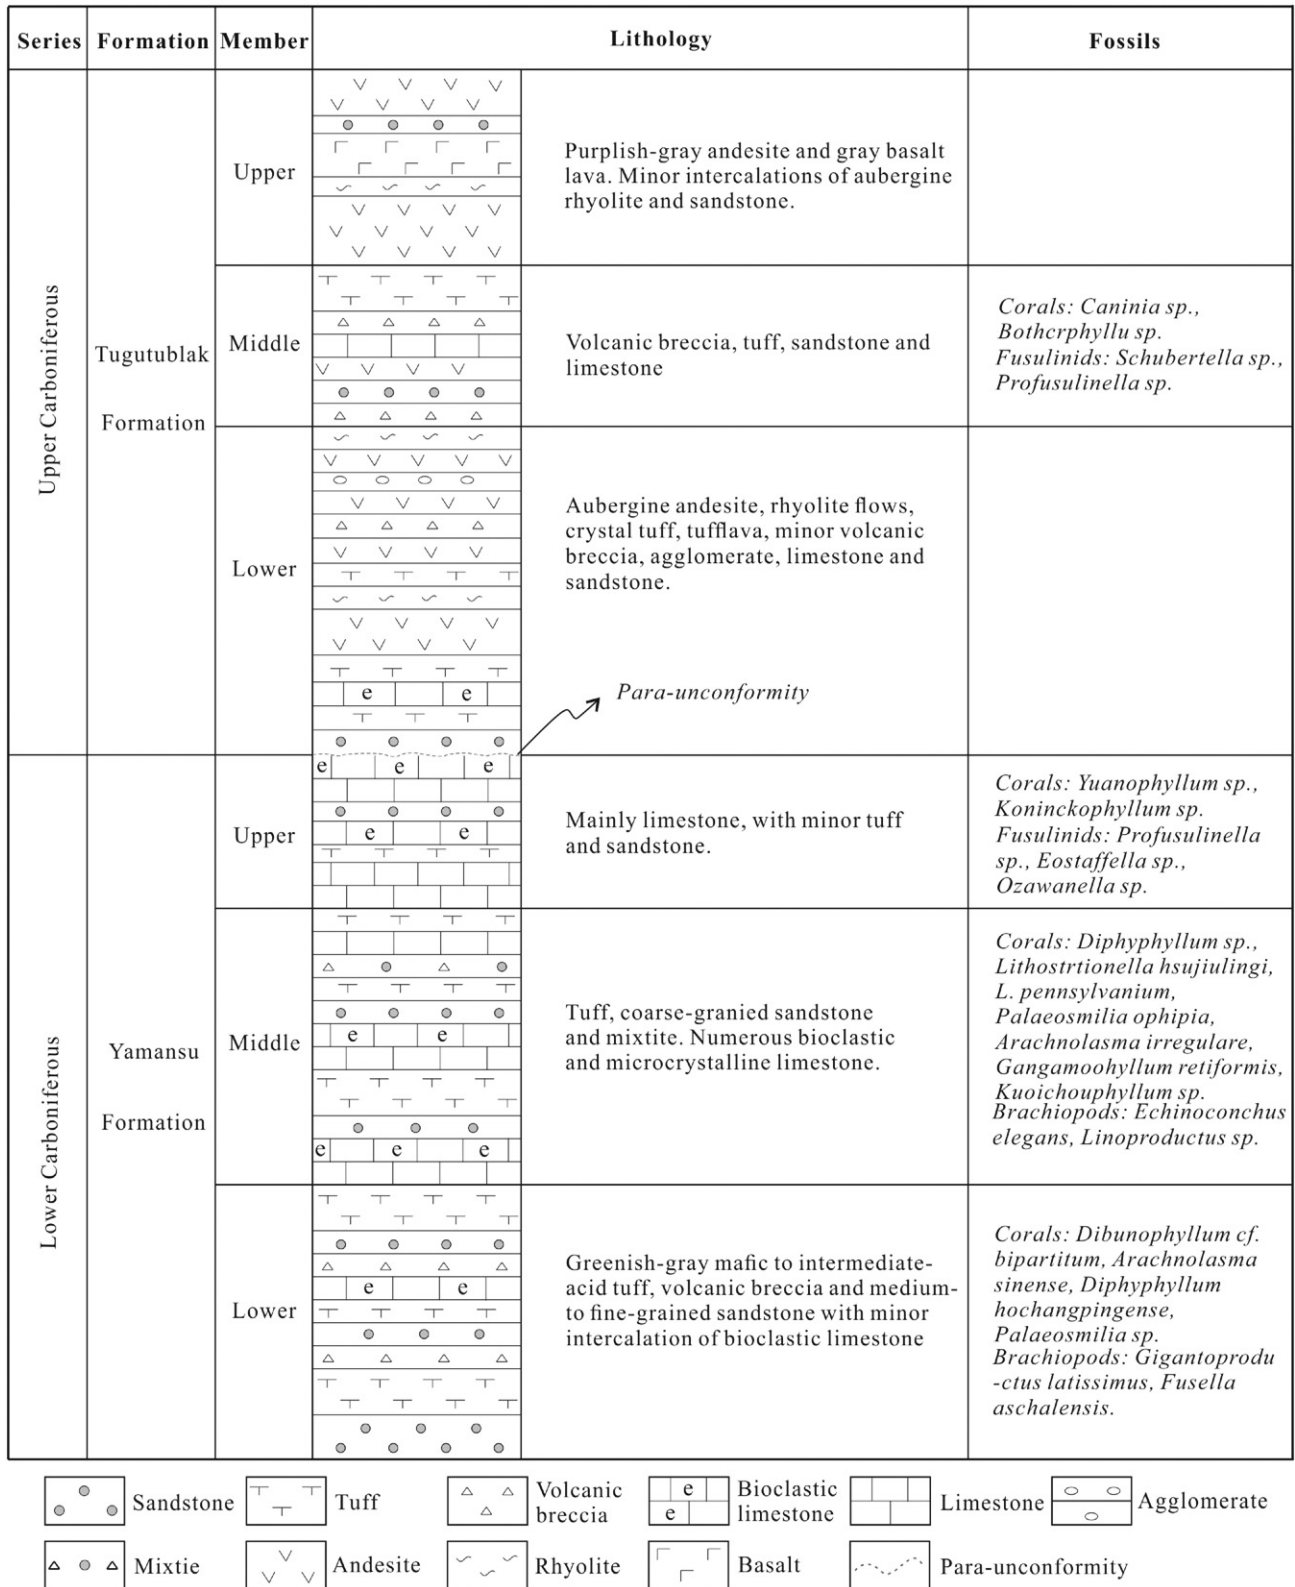 Series Formation Member Lithology Fossils
Upper Carboniferous
Tugutublak
Formation
Upper
Purplish-gray andesite and gray basalt
lava. Minor intercalations of aubergine
rhyolite and sandstone.
Middle
Volcanic breccia, tuff, sandstone and
limestone
Corals: Caninia sp.,
Bothcrphyllu sp.
Fusulinids: Schubertella sp.,
Profusulinella sp.
Lower
Aubergine andesite, rhyolite flows,
crystal tuff, tufflava, minor volcanic
breccia, agglomerate, limestone and
sandstone.
e e
Para-unconformity
Lower Carboniferous
Yamansu
Formation
Upper
e e e
e e
Mainly limestone, with minor tuff
and sandstone.
Corals: Yuanophyllum sp.,
Koninckophyllum sp.
Fusulinids: Profusulinella
sp., Eostaffella sp.,
Ozawanella sp.
Middle
e e
e e e
Tuff, coarse-granied sandstone
and mixtite. Numerous bioclastic
and microcrystalline limestone.
Corals: Diphyphyllum sp.,
Lithostrtionella hsujiulingi,
L. pennsylvanium,
Palaeosmilia ophipia,
Arachnolasma irregulare,
Gangamoohyllum retiformis,
Kuoichouphyllum sp.
Brachiopods: Echinoconchus
elegans, Linoproductus sp.
Lower
e e
Greenish-gray mafic to intermediate-
acid tuff, volcanic breccia and medium-
to fine-grained sandstone with minor
intercalation of bioclastic limestone
Corals: Dibunophyllum cf.
bipartitum, Arachnolasma
sinense, Diphyphyllum
hochangpingense,
Palaeosmilia sp.
Brachiopods: Gigantoprodu
-ctus latissimus, Fusella
aschalensis.
Sandstone
Tuff
Volcanic
breccia
e
e
Bioclastic
limestone
Limestone
Agglomerate
Mixtie
Andesite
Rhyolite
Basalt
Para-unconformity